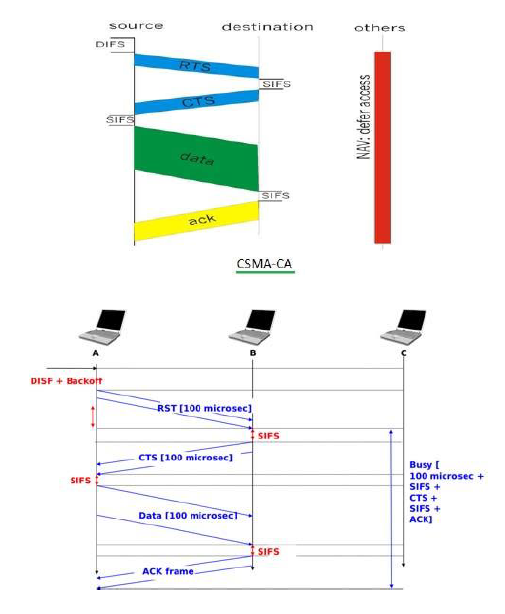 source
destination
others
DIFS
RTS
SIFS
CTS
SIFS
data
NAV: defer access
SIFS
ack
CSMA-CA
A
B
C
DISF + Backoff
RST [100 microsec]
SIFS
CTS [100 microsec]
SIFS
Data [100 microsec]
Busy [
100 microsec +
SIFS +
CTS +
SIFS +
ACK]
SIFS
ACK frame